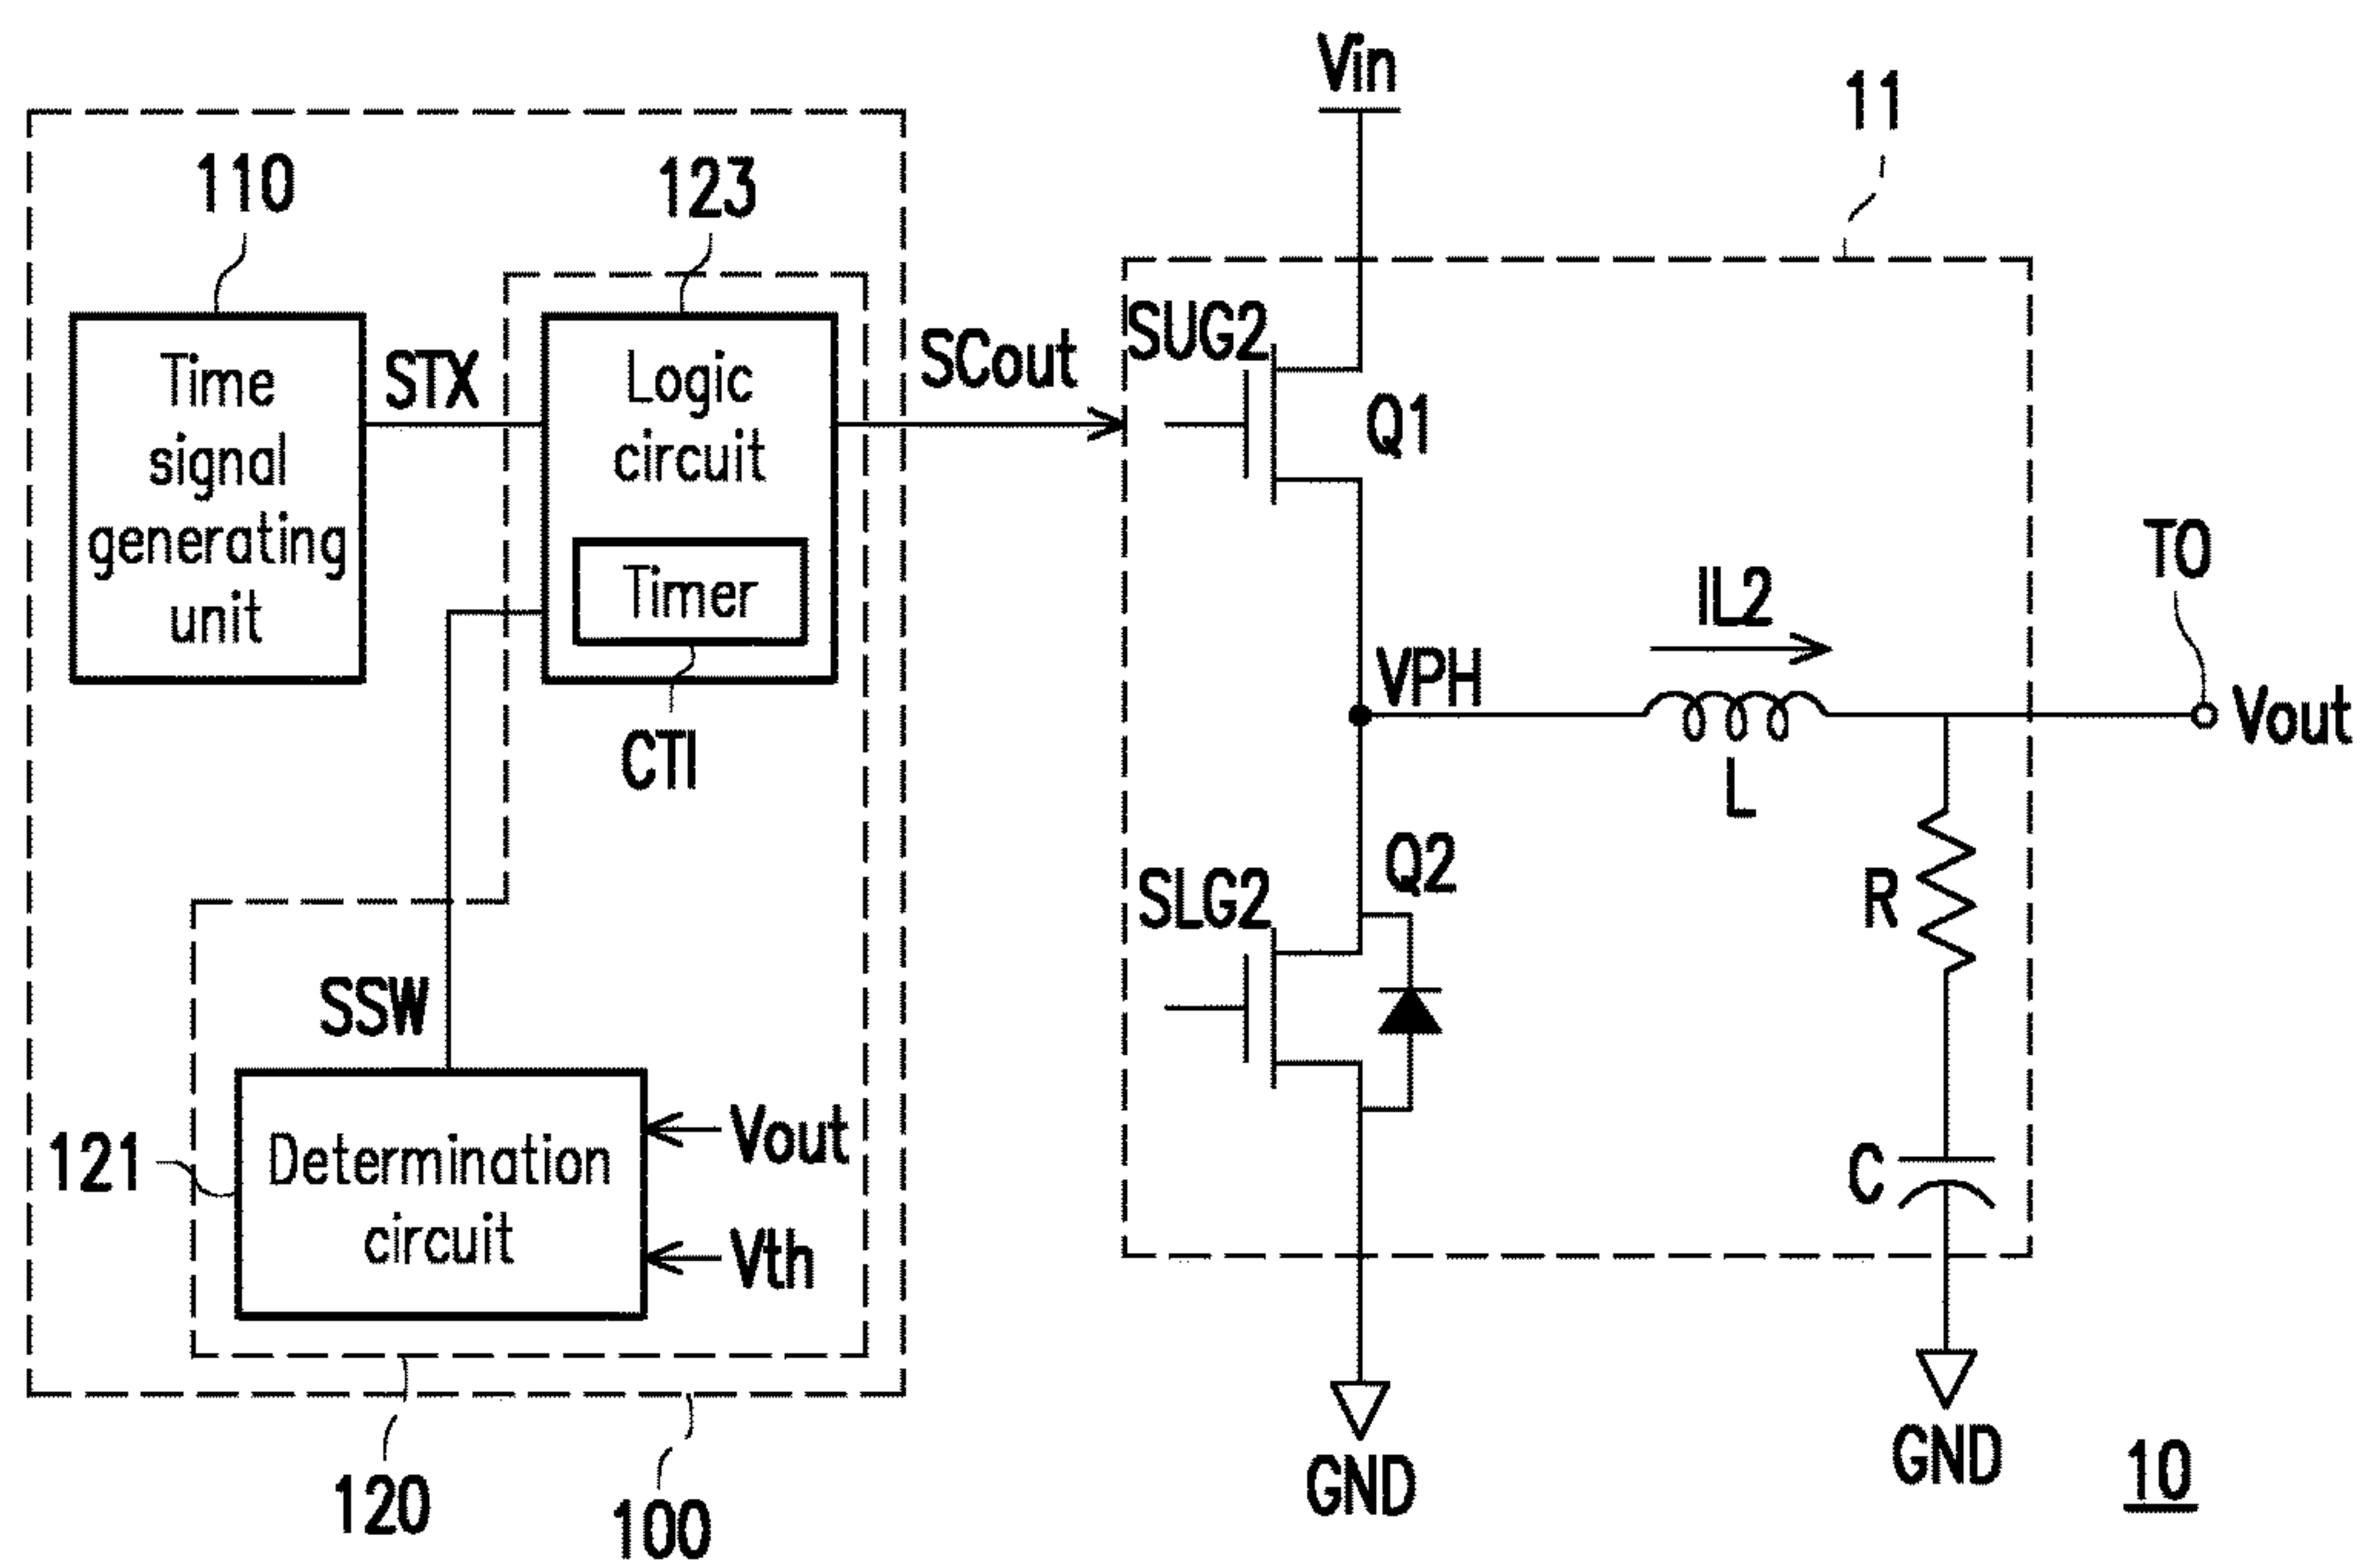 Vin
11
110
123
Time
signal
generating
unit
STX
Logic
circuit
Timer
CTI
SCout
SUG2
Q1
VPH
IL2
L
TO
Vout
SLG2
Q2
R
C
SSW
121
Determination
circuit
Vout
Vth
120
100
GND
GND
10